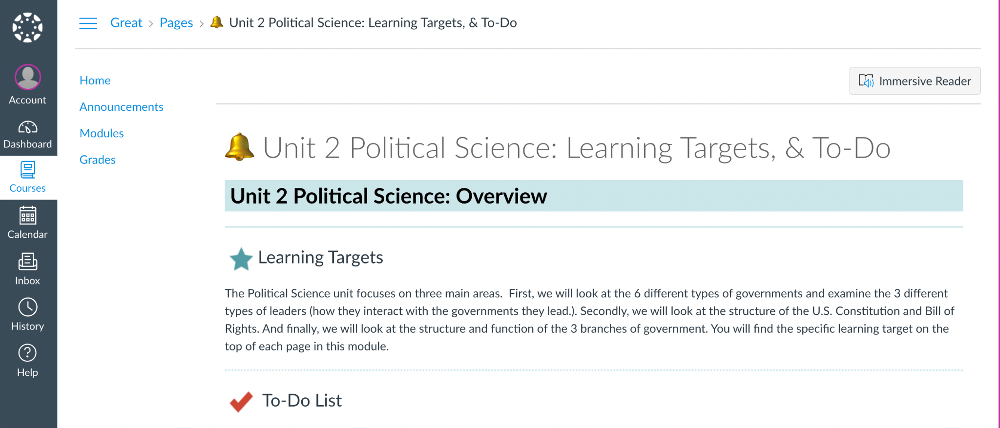 Great > Pages > 🔔 Unit 2 Political Science: Learning Targets, & To-Do
Account
Dashboard
Courses
Calendar
Inbox
History
Help
Home
Announcements
Modules
Grades
Immersive Reader
🔔 Unit 2 Political Science: Learning Targets, & To-Do
Unit 2 Political Science: Overview
Learning Targets
The Political Science unit focuses on three main areas.  First, we will look at the 6 different types of governments and examine the 3 different
types of leaders (how they interact with the governments they lead.). Secondly, we will look at the structure of the U.S. Constitution and Bill of
Rights. And finally, we will look at the structure and function of the 3 branches of government. You will find the specific learning target on the
top of each page in this module.
To-Do List